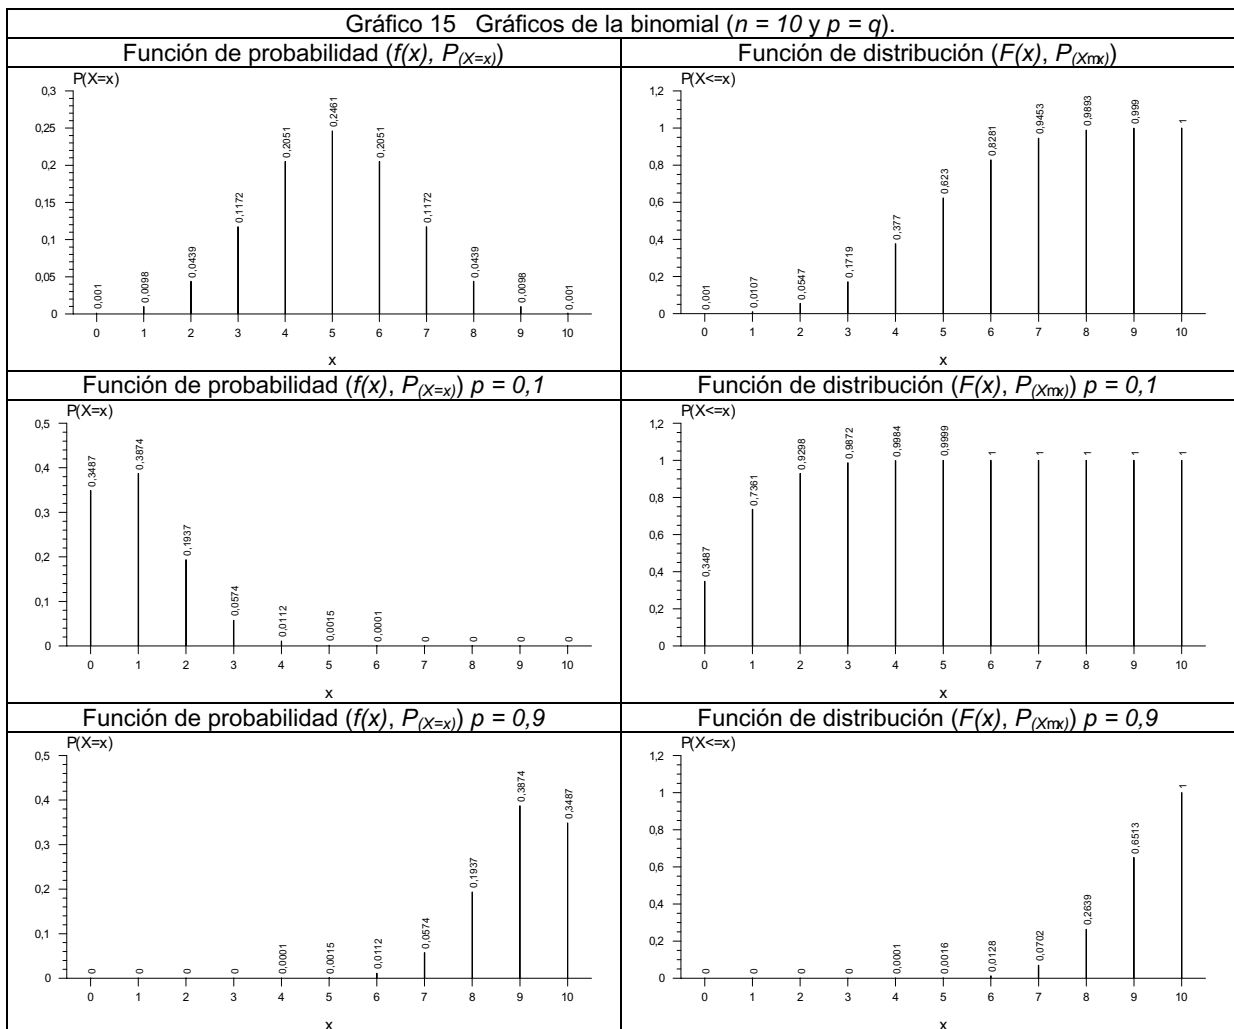 Gráfico 15 Gráficos de la binomial (n = 10 y p = q).
Función de probabilidad (f(x), P(X=x))
P(X=x)
0,3
0,25
0,2
0,15
0,1
0,05
0
0,001 0,0098 0,0439 0,1172 0,2051 0,2461 0,2051 0,1172 0,0439 0,0098 0,001
0 1 2 3 4 5 6 7 8 9 10
x
Función de distribución (F(x), P(X x))
P(X<=x)
1,2
1
0,8
0,6
0,4
0,2
0
0,001 0,0107 0,0547 0,1719 0,377 0,623 0,8281 0,9453 0,9893 0,999 1
0 1 2 3 4 5 6 7 8 9 10
x
Función de probabilidad (f(x), P(X=x)) p = 0,1
P(X=x)
0,5
0,4
0,3
0,2
0,1
0
0,3487 0,3874 0,1937 0,0574 0,0112 0,0015 0,0001 0 0 0 0
0 1 2 3 4 5 6 7 8 9 10
x
Función de distribución (F(x), P(X x)) p = 0,1
P(X<=x)
1,2
1
0,8
0,6
0,4
0,2
0
0,3487 0,7361 0,9298 0,9872 0,9984 0,9999 1 1 1 1 1
0 1 2 3 4 5 6 7 8 9 10
x
Función de probabilidad (f(x), P(X=x)) p = 0,9
P(X=x)
0,5
0,4
0,3
0,2
0,1
0
0 0 0 0 0,0001 0,0015 0,0112 0,0574 0,1937 0,3874 0,3487
0 1 2 3 4 5 6 7 8 9 10
x
Función de distribución (F(x), P(X x)) p = 0,9
P(X<=x)
1,2
1
0,8
0,6
0,4
0,2
0
0 0 0 0 0,0001 0,0016 0,0128 0,0702 0,2639 0,6513 1
0 1 2 3 4 5 6 7 8 9 10
x